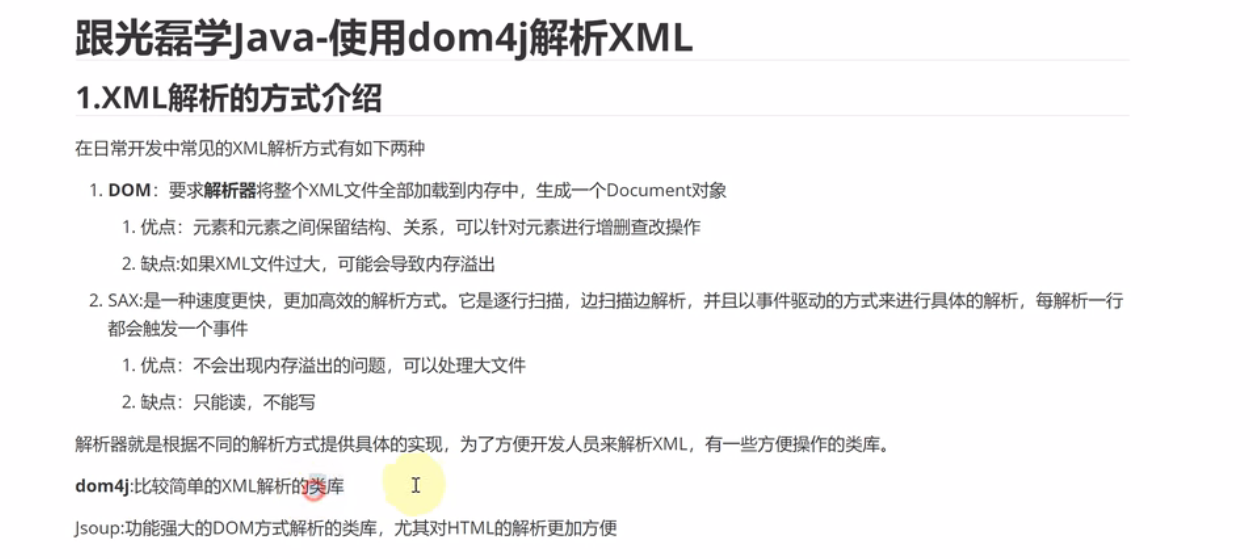 跟光磊学Java-使用dom4j解析XML
1.XML解析的方式介绍
在日常开发中常见的XML解析方式有如下两种
1. DOM：要求解析器将整个XML文件全部加载到内存中，生成一个Document对象
1. 优点：元素和元素之间保留结构、关系，可以针对元素进行增删查改操作
2. 缺点:如果XML文件过大，可能会导致内存溢出
2. SAX:是一种速度更快，更加高效的解析方式。它是逐行扫描，边扫描边解析，并且以事件驱动的方式来进行具体的解析，每解析一行
都会触发一个事件
1. 优点：不会出现内存溢出的问题，可以处理大文件
2. 缺点：只能读，不能写
解析器就是根据不同的解析方式提供具体的实现，为了方便开发人员来解析XML，有一些方便操作的类库。
dom4j:比较简单的XML解析的类库
Jsoup:功能强大的DOM方式解析的类库，尤其对HTML的解析更加方便